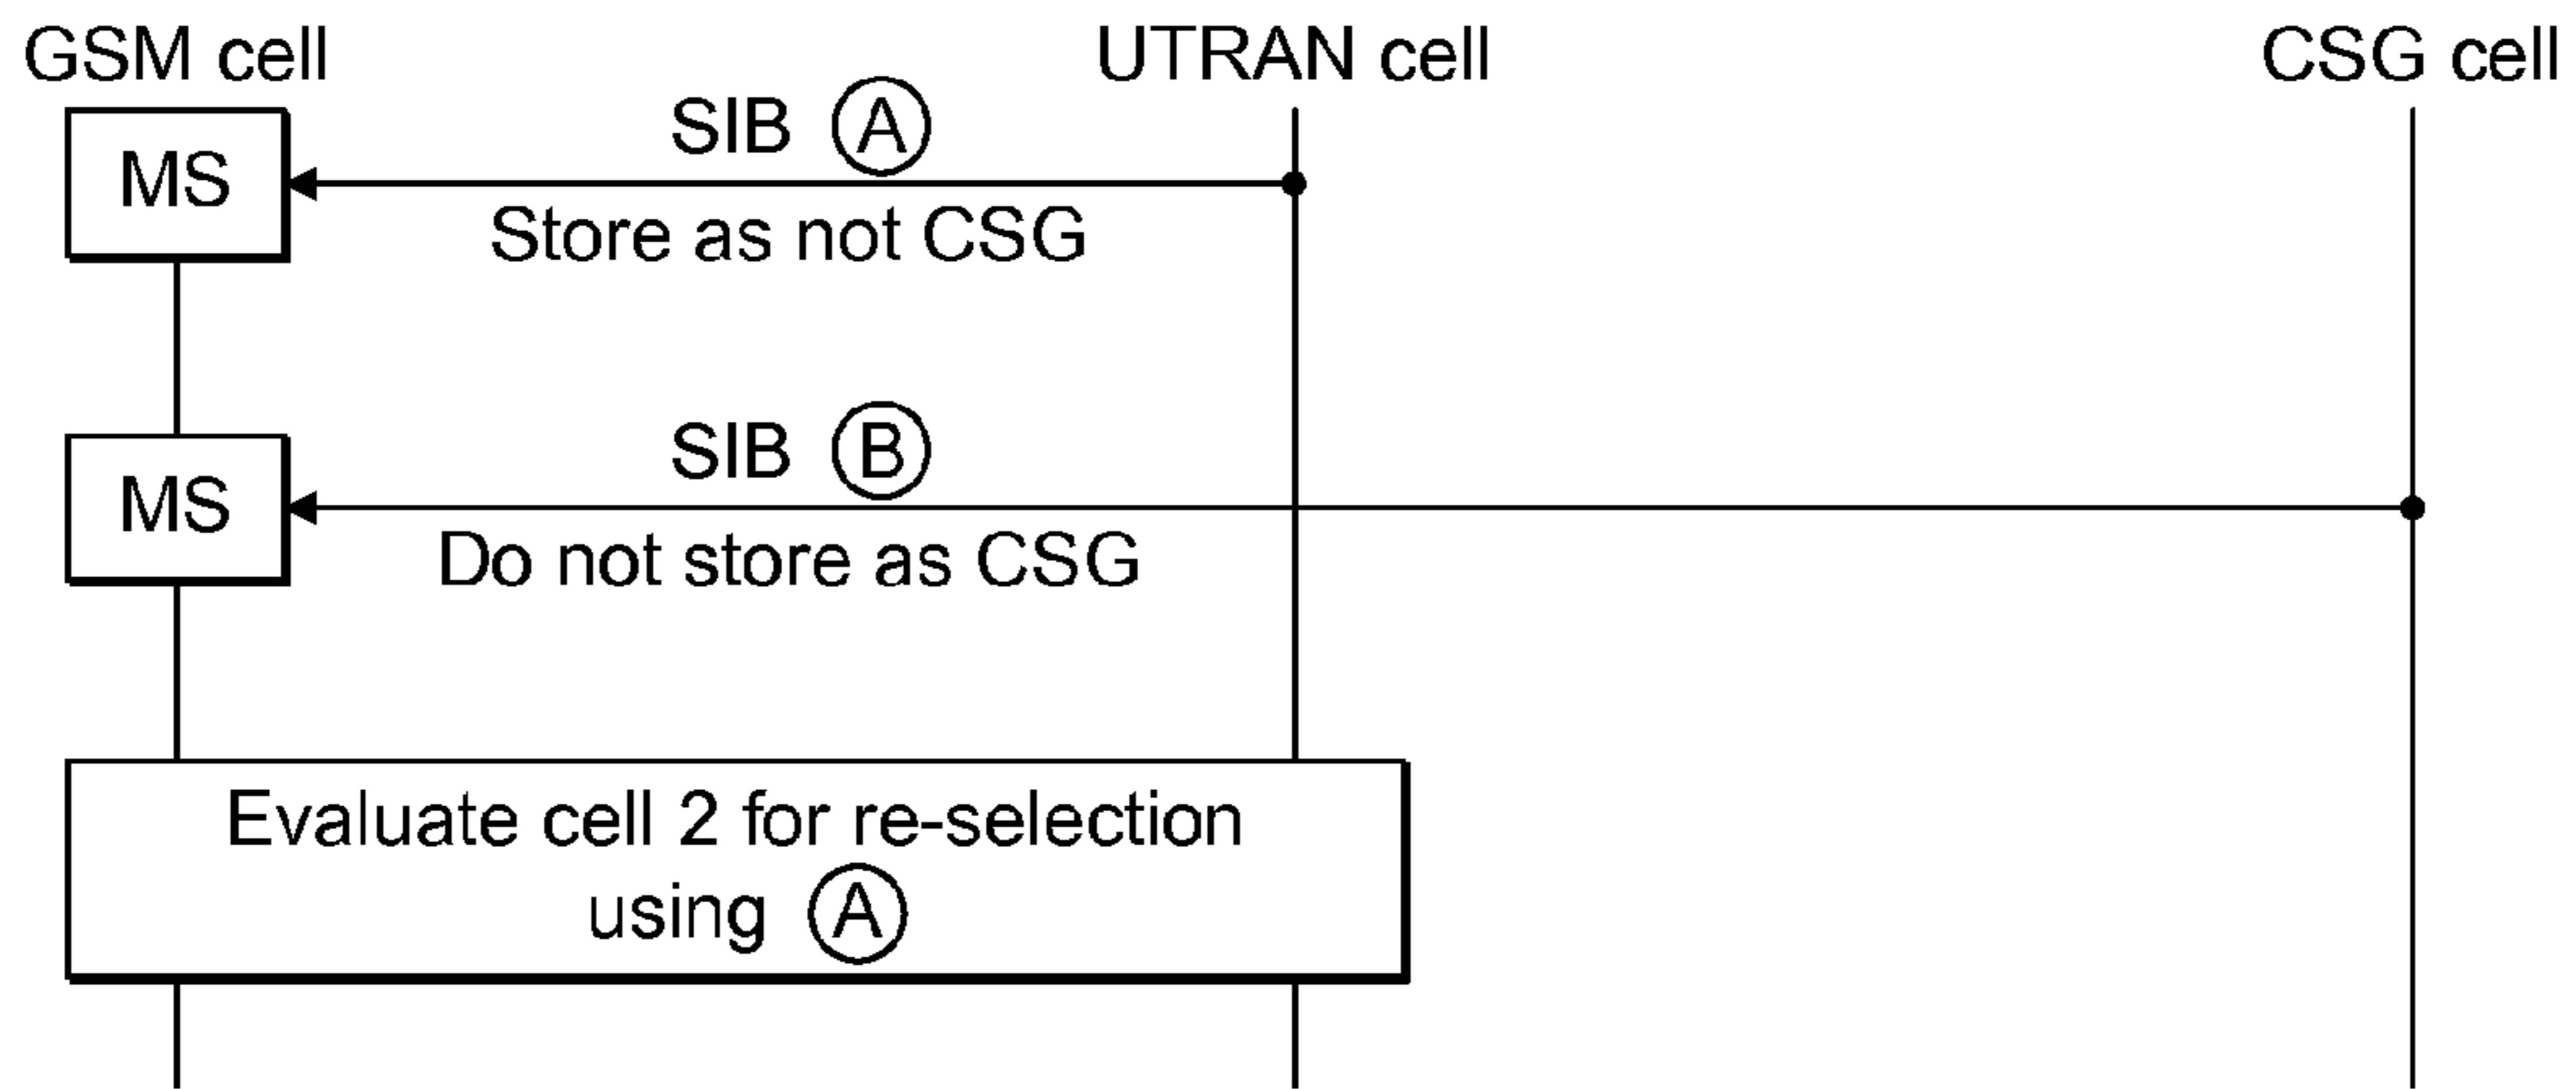 GSM cell
UTRAN cell
CSG cell
MS
SIB A
Store as not CSG
MS
SIB B
Do not store as CSG
Evaluate cell 2 for re-selection
using A